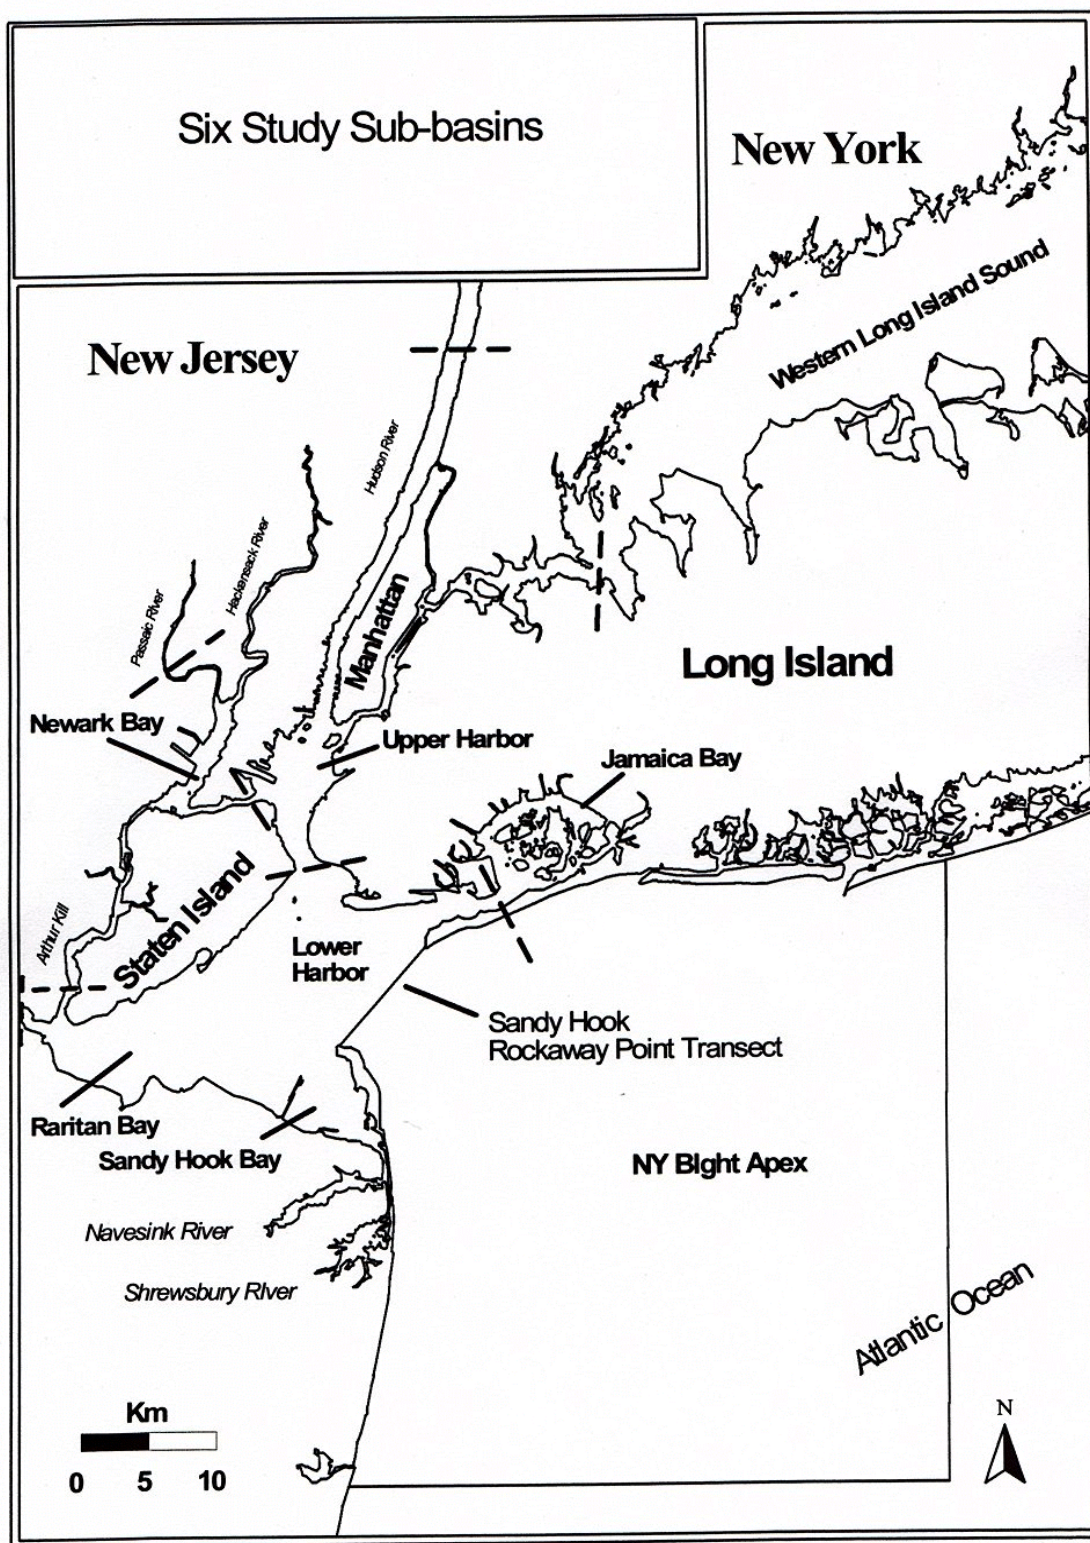 Six Study Sub-basins
New York
Western Long Island Sound
New Jersey
Hudson River
Hackensack River
Passaic River
Manhattan
Long Island
Newark Bay
Upper Harbor
Jamaica Bay
Staten Island
Arthur Kill
Lower
Harbor
Sandy Hook
Rockaway Point Transect
Raritan Bay
Sandy Hook Bay
NY BIght Apex
Navesink River
Shrewsbury RIver
Atlantic Ocean
Km
0 5 10
N